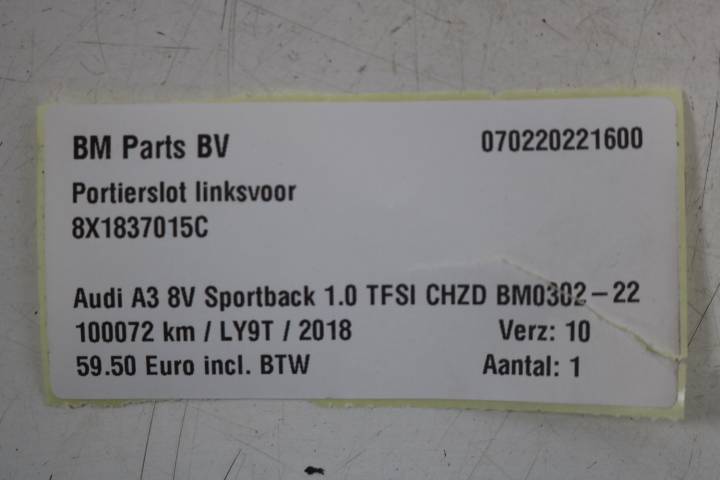 BM Parts BV 070220221600
Portierslot linksvoor
8X1837015C
Audi A3 8V Sportback 1.0 TFSI CHZD BM0302-22
100072 km / LY9T / 2018 Verz: 10
59.50 Euro incl. BTW Aantal: 1